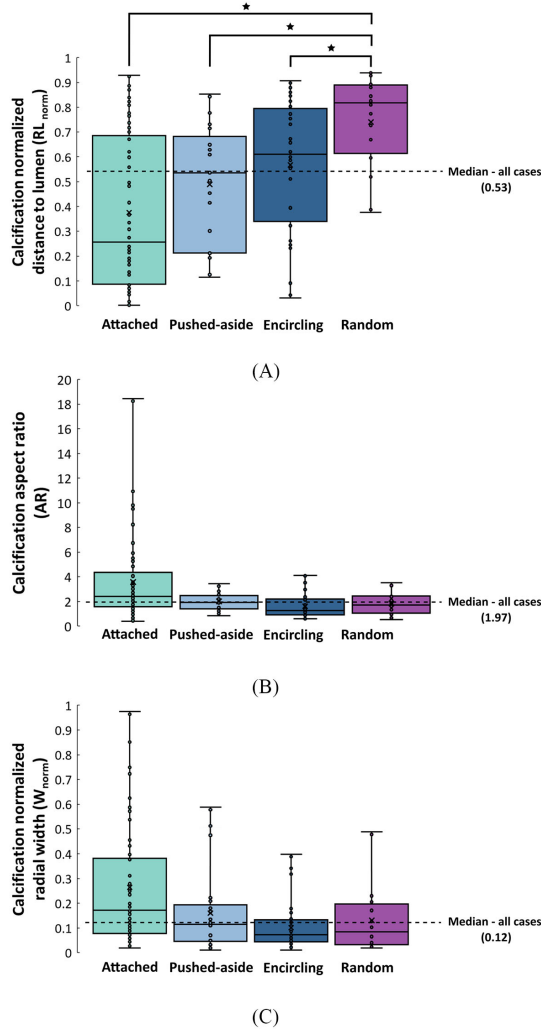 ★
★
★
Calcification normalized
distance to lumen (RL norm)
1
0.9
0.8
0.7
0.6
0.5
0.4
0.3
0.2
0.1
0
Median - all cases
(0.53)
Attached Pushed-aside Encircling Random
(A)
Calcification aspect ratio
(AR)
20
18
16
14
12
10
8
6
4
2
0
Median - all cases
(1.97)
Attached Pushed-aside Encircling Random
(B)
Calcification normalized
radial width (Wnorm)
1
0.9
0.8
0.7
0.6
0.5
0.4
0.3
0.2
0.1
0
Median - all cases
(0.12)
Attached Pushed-aside Encircling Random
(C)